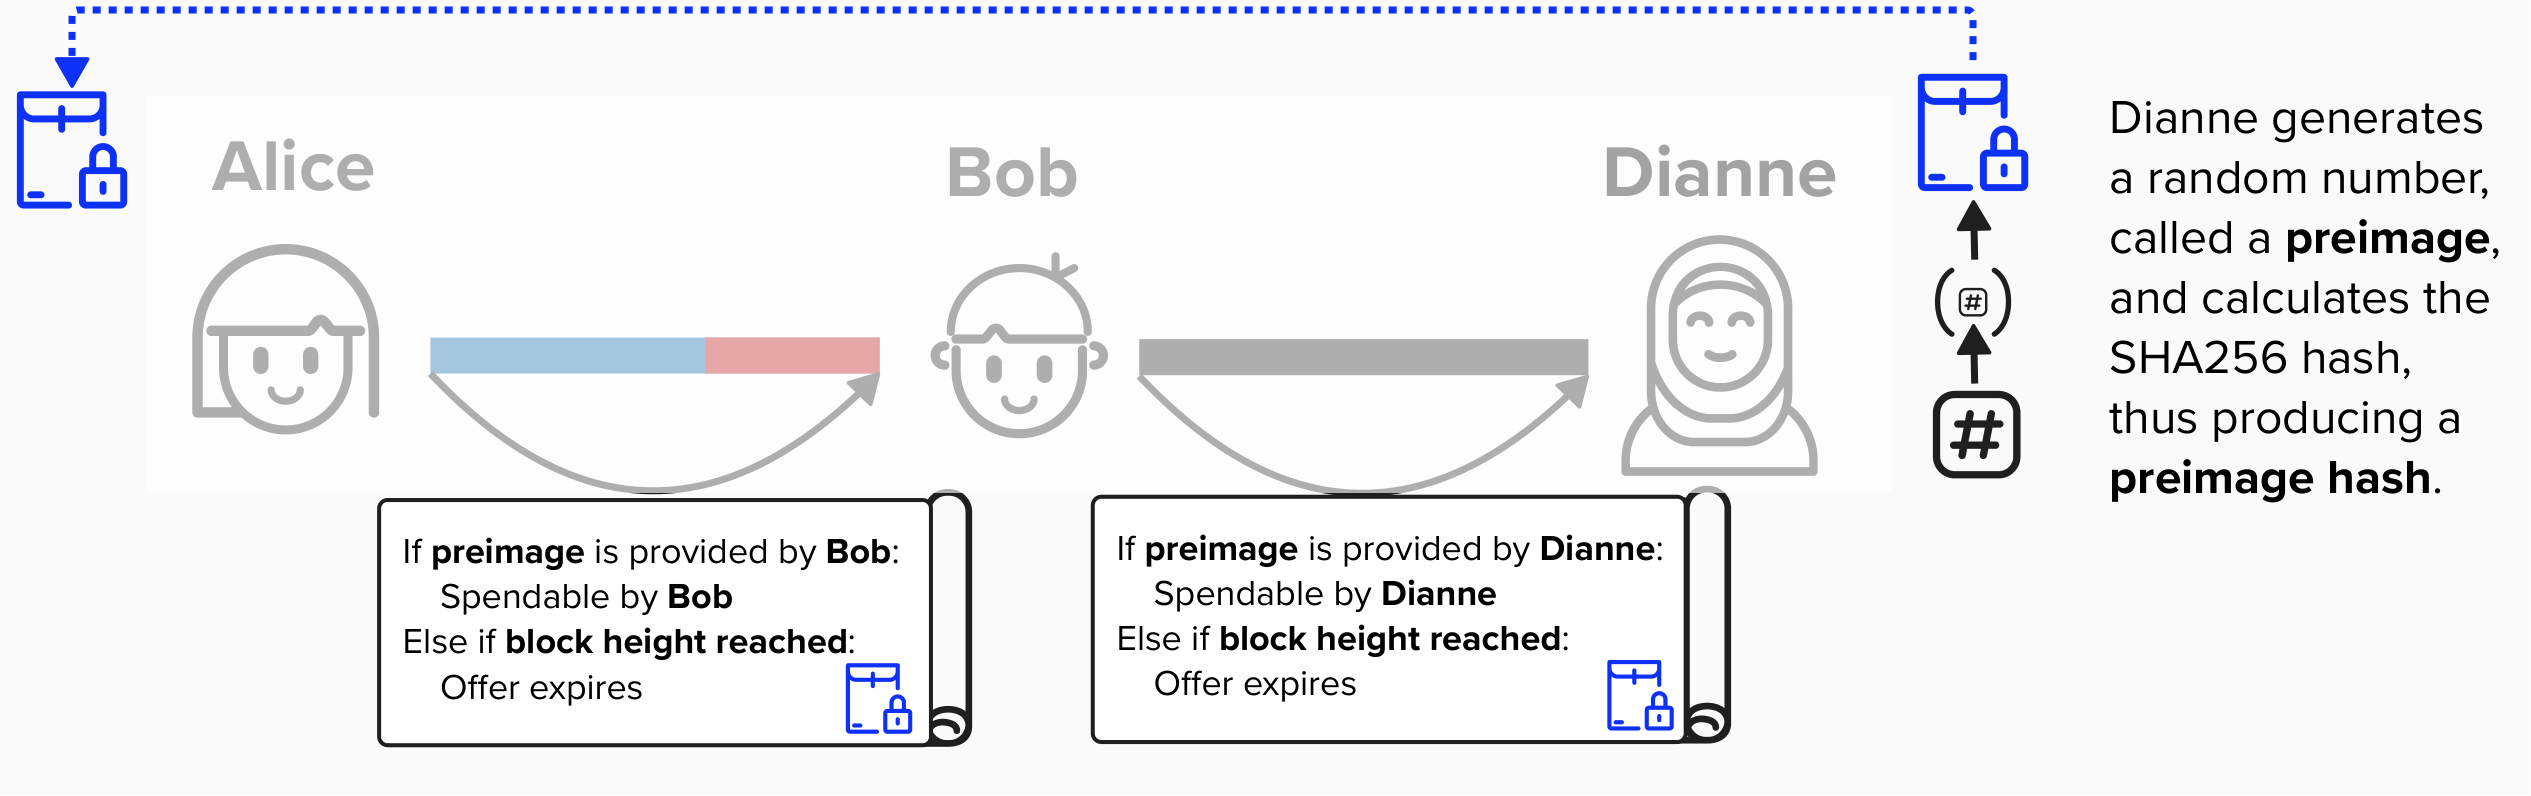 Alice
Bob
Dianne
#
#
Dianne generates
a random number,
called a preimage,
and calculates the
SHA256 hash,
thus producing a
preimage hash.
If preimage is provided by Bob:
Spendable by Bob
Else if block height reached:
Offer expires
If preimage is provided by Dianne:
Spendable by Dianne
Else if block height reached:
Offer expires